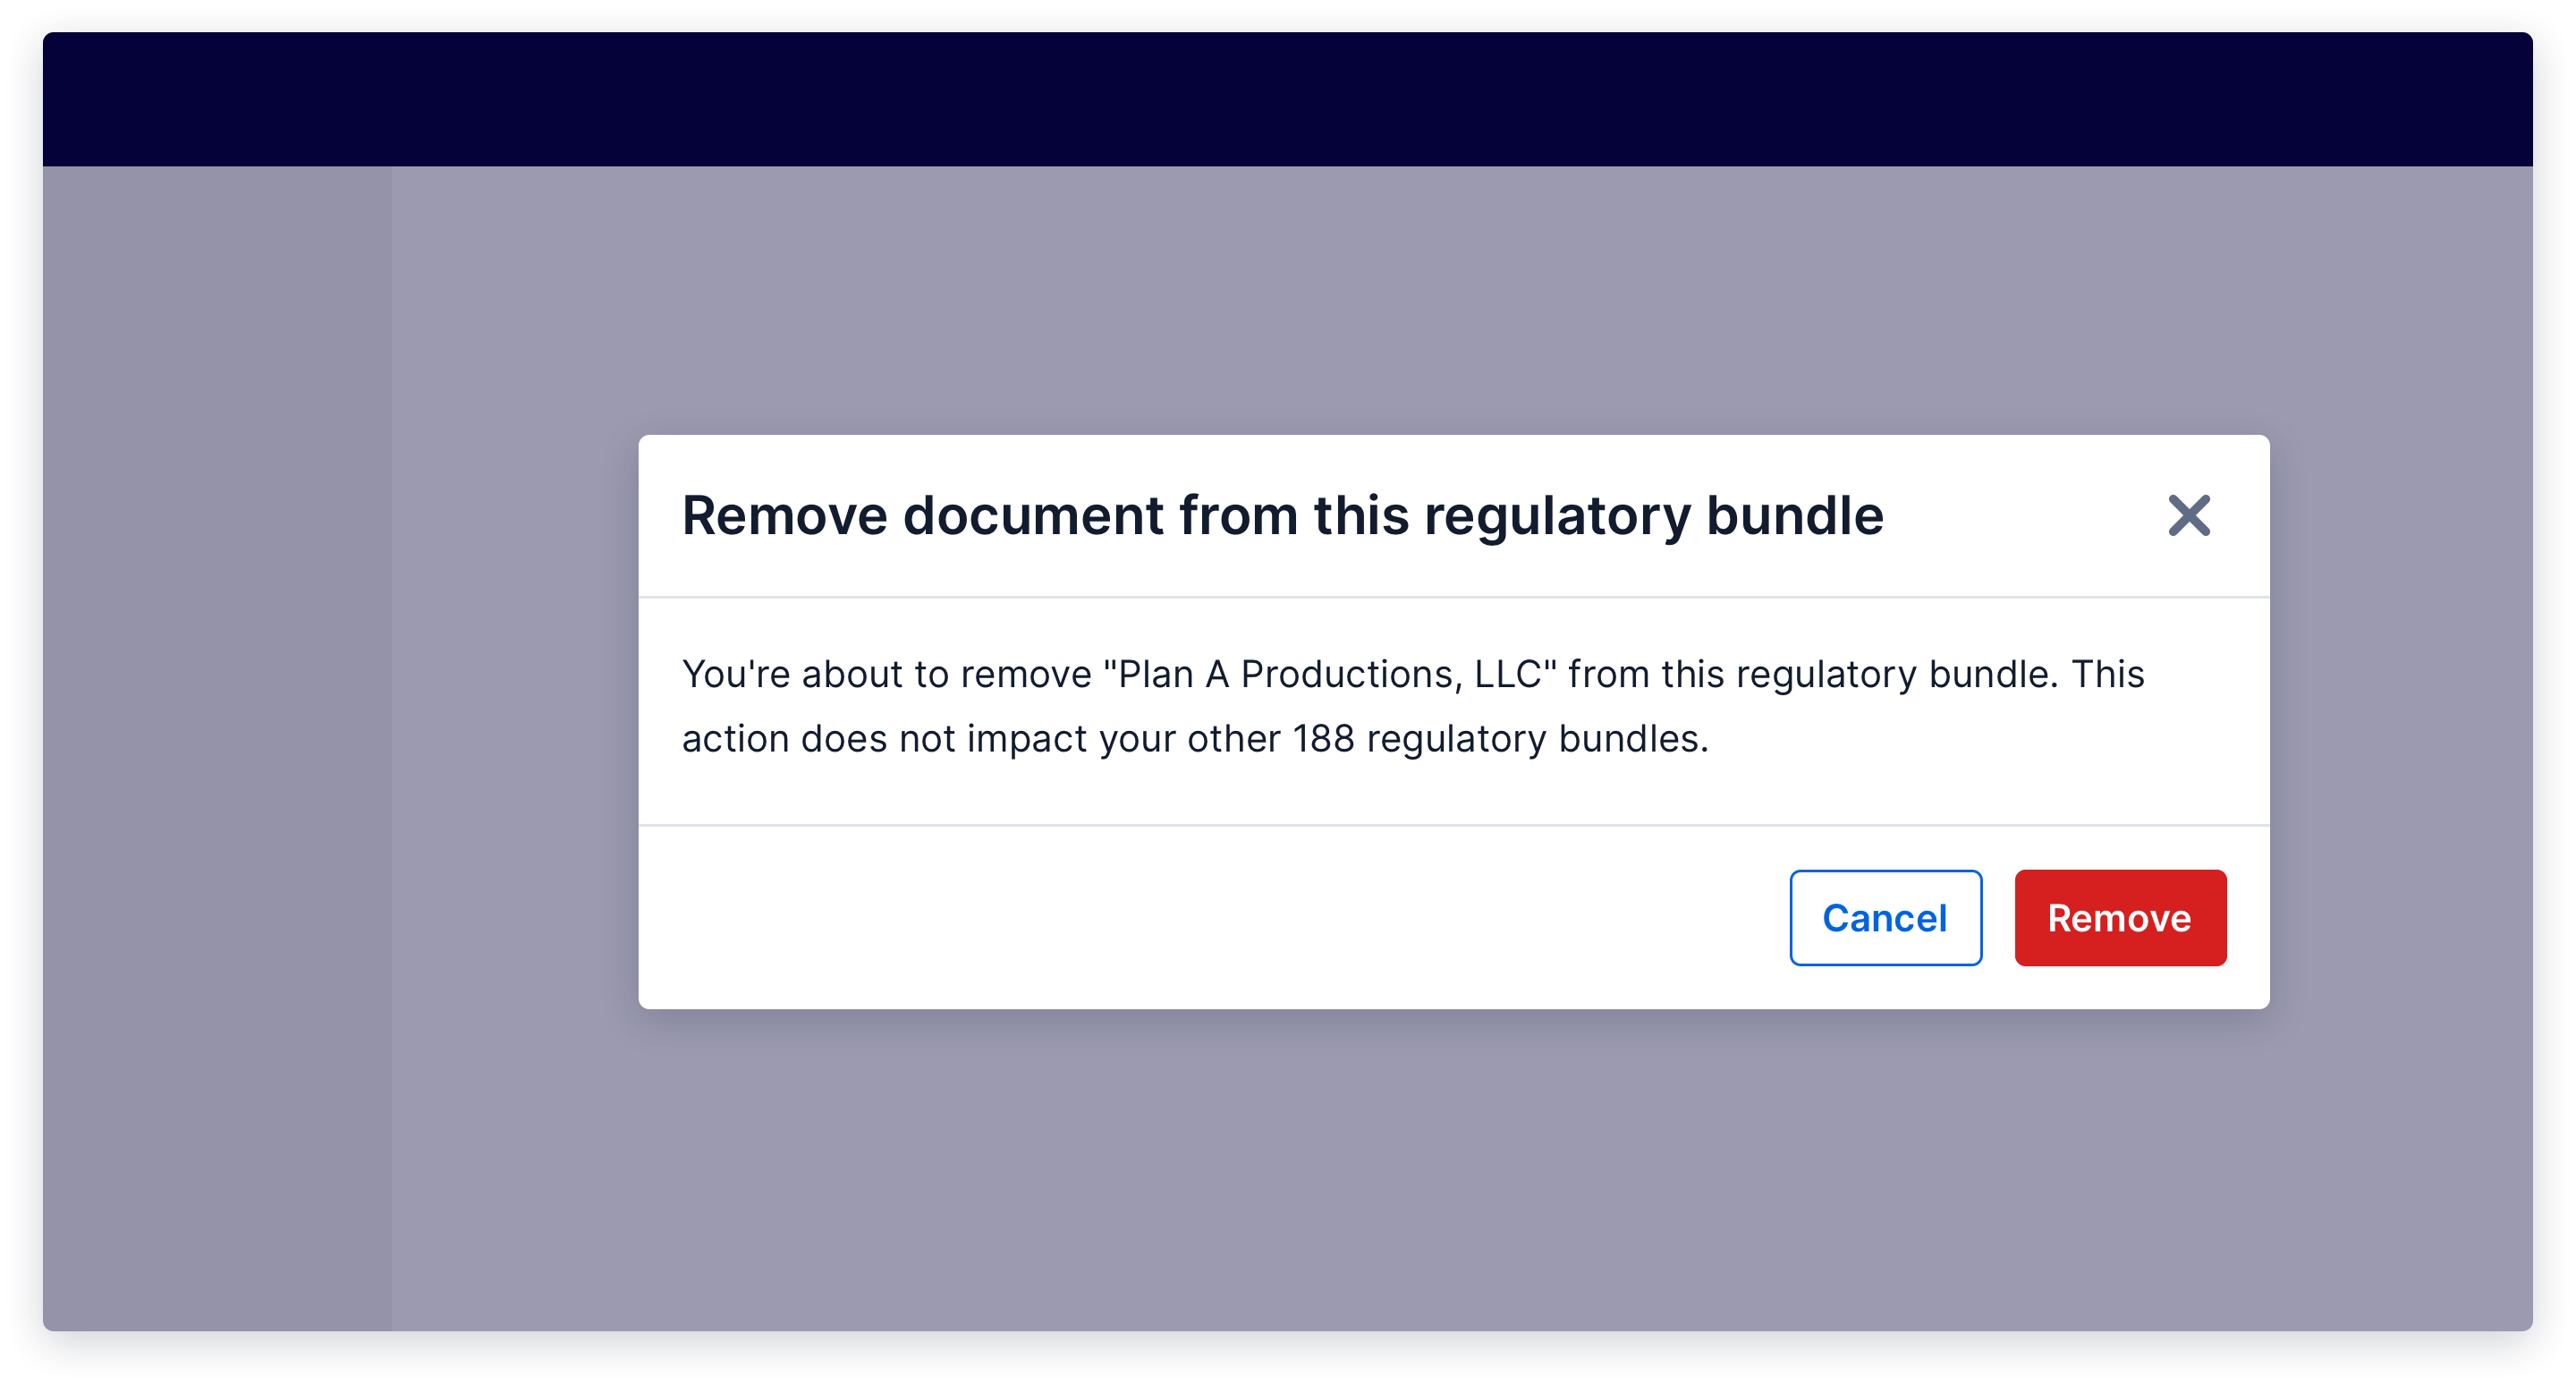 Remove document from this regulatory bundle
You're about to remove "Plan A Productions, LLC" from this regulatory bundle. This
action does not impact your other 188 regulatory bundles.
Cancel
Remove